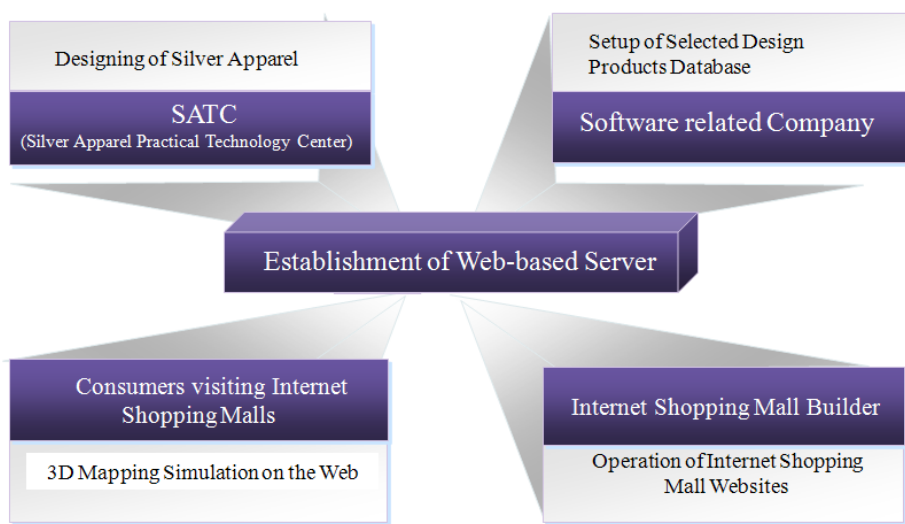 Designing of Silver Apparel
SATC
(Silver Apparel Practical Technology Center)
Setup of Selected Design
Products Database
Software related Company
Establishment of Web-based Server
Consumers visiting Internet
Shopping Malls
3D Mapping Simulation on the Web
Internet Shopping Mall Builder
Operation of Internet Shopping
Mall Websites